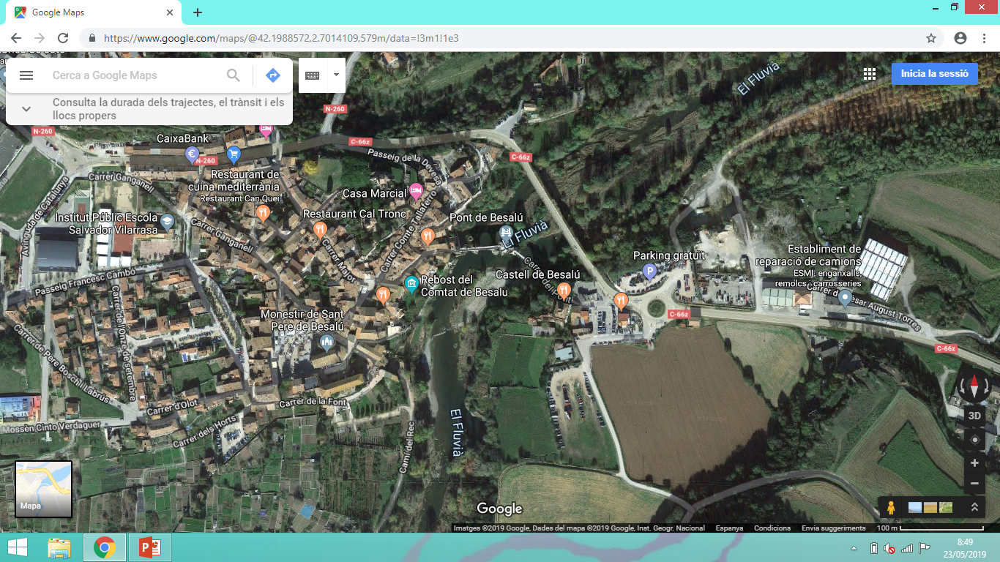 Google Maps
https://www.google.com/maps/@42.1988572,2.7014109,579m/data=!3m1!1e3
Cerca a Google Maps
Inicia la sessió
Consulta la durada dels trajectes, el trànsit i els
llocs propers
El Fluvià
N-260
N-260
CaixaBank
C-66z
N-260
Passeig de la Devesa
C-66z
Carrer Ganganell
Restaurant de
cuina mediterrània
Restaurant Can Quei
Avinguda de Catalunya
Casa Marcial
Carrer Comte Tallaferro
Institut Públic Escola
Salvador Vilarrasa
Restaurant Cal Tronc
Pont de Besalú
El Fluvià
Carrer Ganganell
Carrer Major
Parking gratuït
Establiment de
reparació de camions
ESMI: enganxalls,
remolcs i carrosseries
Passeig Francesc Cambó
Rebost del
Comtat de Besalu
Carrer del Pont
Castell de Besalú
C-66z
Carrer de l'onze de setembre
Monestir de Sant
Pere de Besalú
Carrer de Pere Bosch i Labrús
C-66z
Carrer d'Olot
Carrer de la Font
El Fluvià
Mossèn Cinto Verdaguer
Carrer dels Horts
Camí del Rec
3D
Mapa
Google
Imatges ©2019 Google, Dades del mapa ©2019 Google, Inst. Geogr. Nacional
Espanya
Condicions
Envia suggeriments
100 m
8:49
23/05/2019